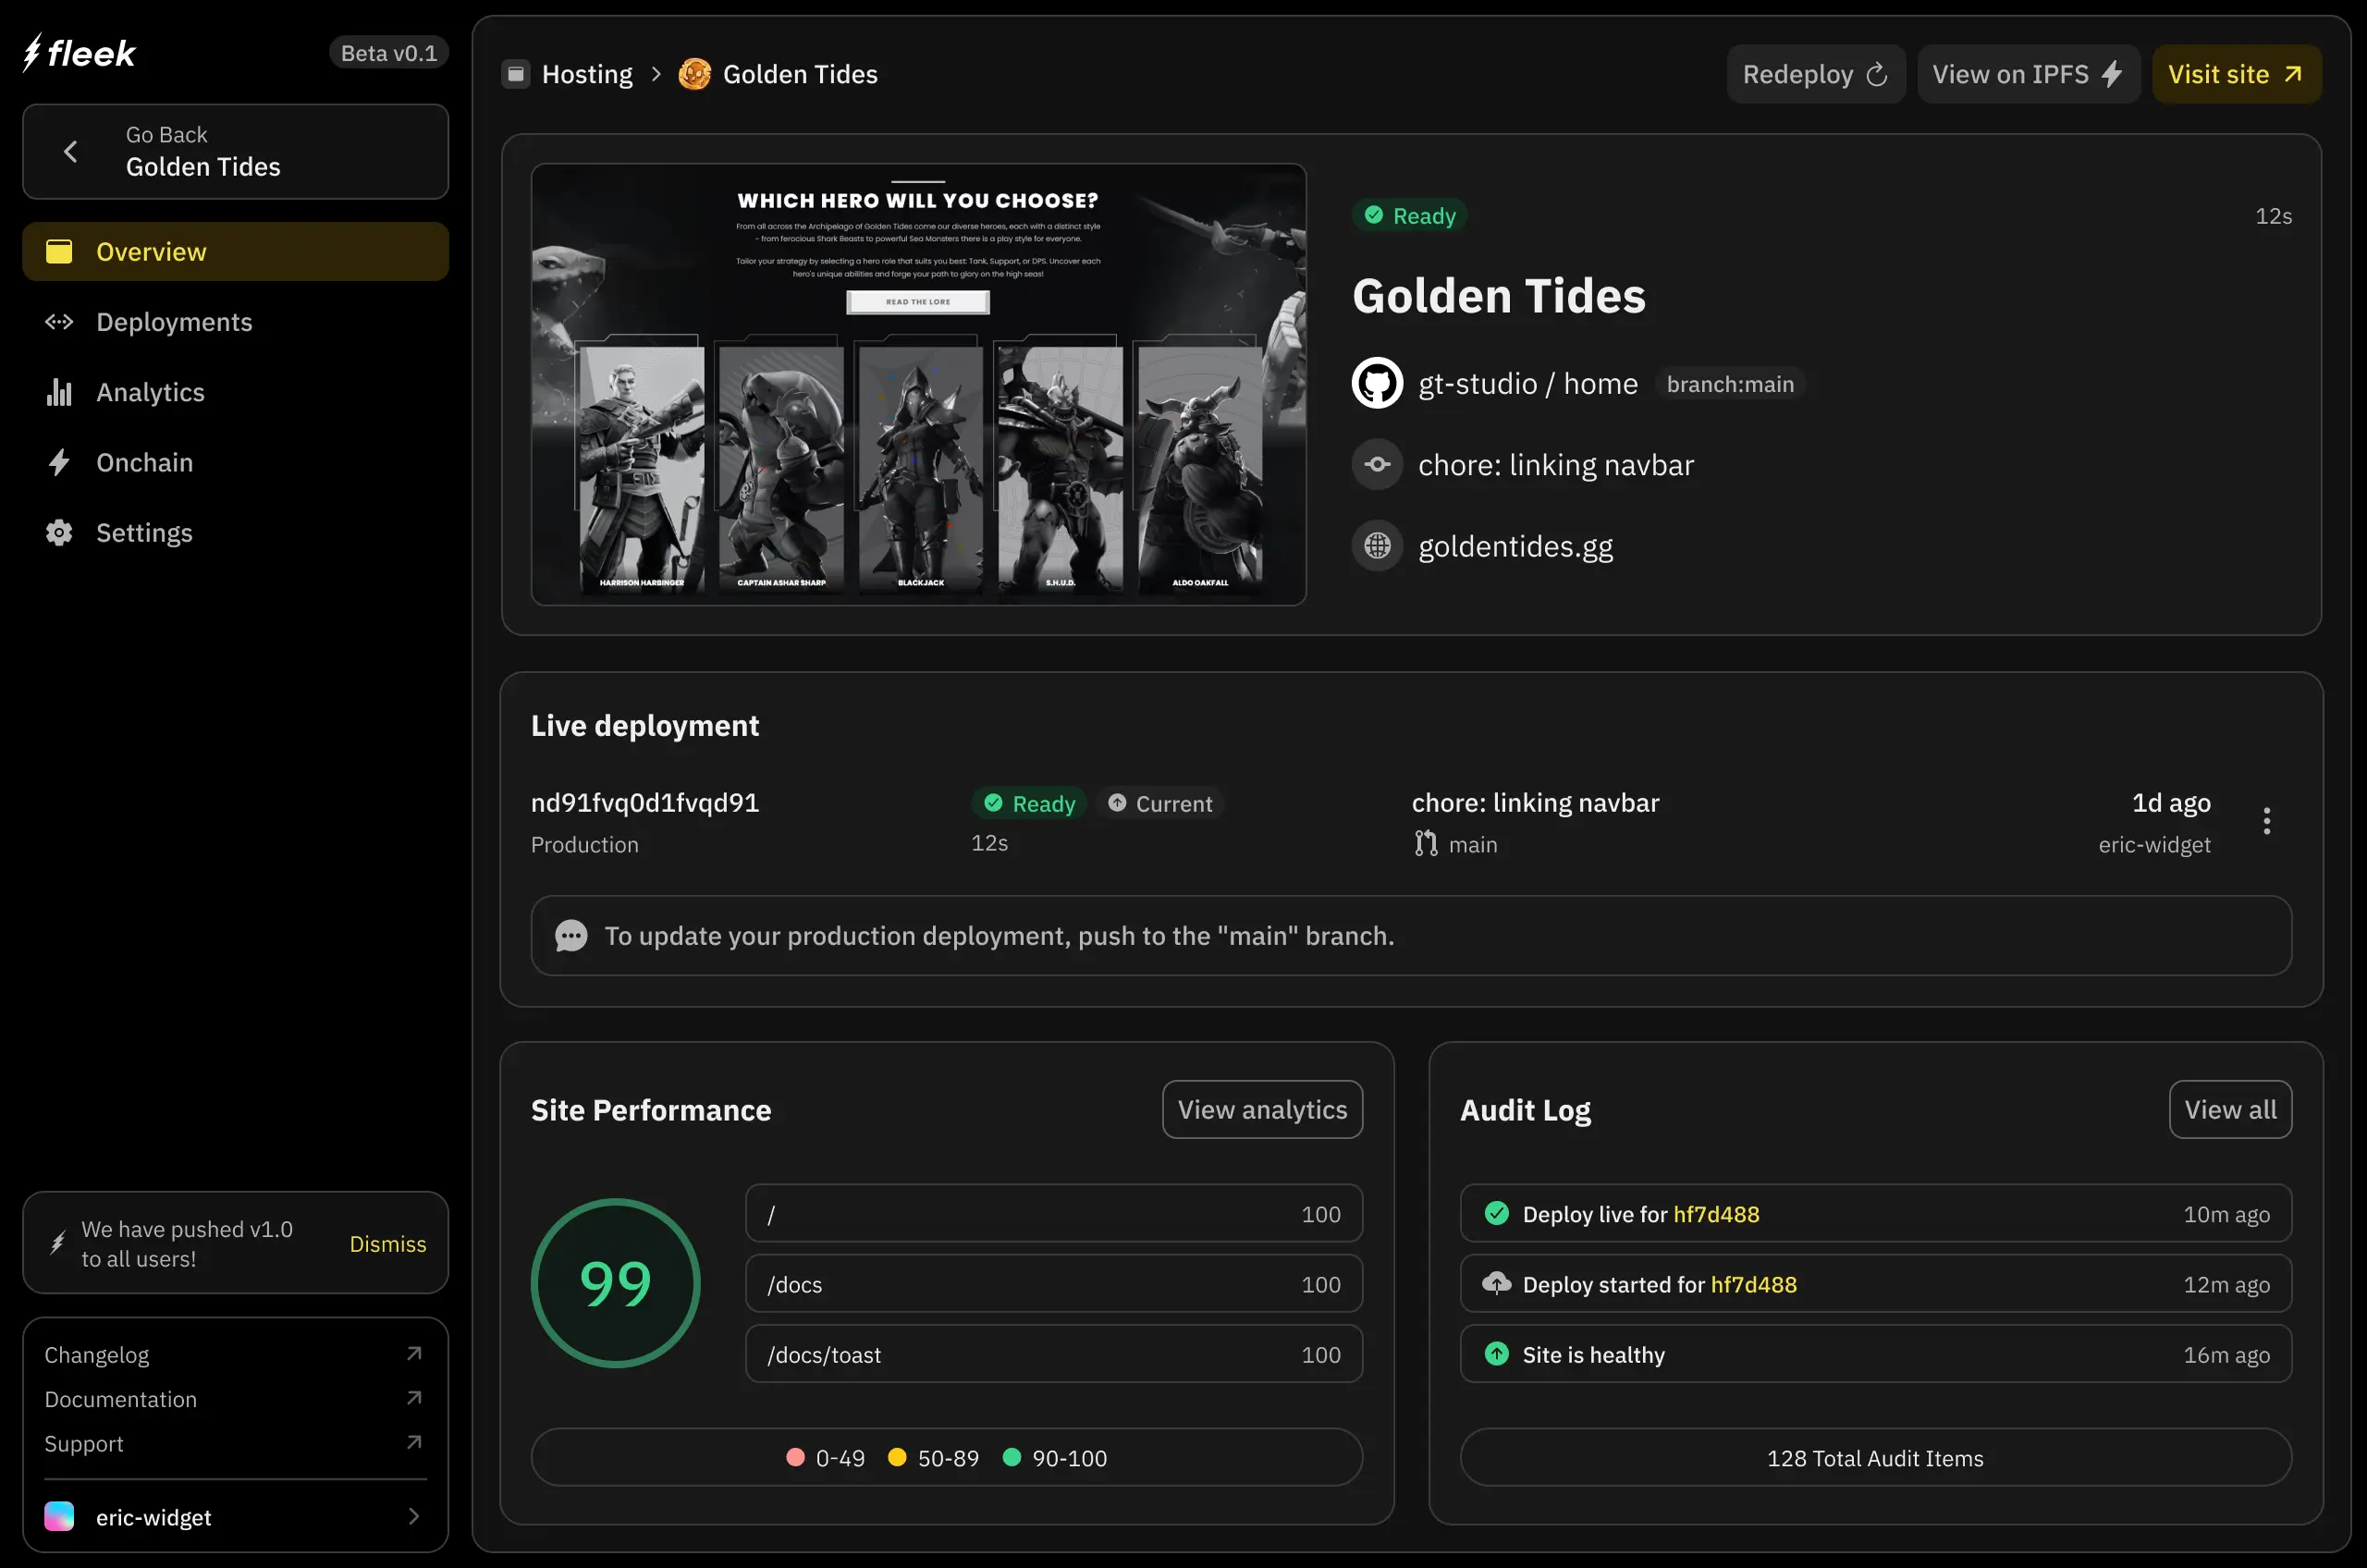 fleek
Beta v0.1
Go Back
Golden Tides
Overview
Deployments
Analytics
Onchain
Settings
We have pushed v1.0
to all users!
Dismiss
Changelog
Documentation
Support
eric-widget
Hosting
Golden Tides
Redeploy
View on IPFS
Visit site
WHICH HERO WILL YOU CHOOSE?
From all across the Archipelago of Golden Tides come our diverse heroes, each with a distinct style
- from ferocious Shark Beasts to powerful Sea Monsters there is a play style for everyone.
Tailor your strategy by selecting a hero role that suits you best: Tank, Support, or DPS. Uncover each
hero's unique abilities and forge your path to glory on the high seas!
READ THE LORE
HARRISON HARBINGER
CAPTAIN ASHAR SHARP
BLACKJACK
S.H.U.D.
ALDO OAKFALL
Ready
12s
Golden Tides
gt-studio / home
branch:main
chore: linking navbar
goldentides.gg
Live deployment
nd91fvq0d1fvqd91
Production
Ready
Current
12s
chore: linking navbar
main
1d ago
eric-widget
To update your production deployment, push to the "main" branch.
Site Performance
View analytics
99
/ 100
/docs 100
/docs/toast 100
0-49
50-89
90-100
Audit Log
View all
Deploy live for hf7d488 10m ago
Deploy started for hf7d488 12m ago
Site is healthy 16m ago
128 Total Audit Items